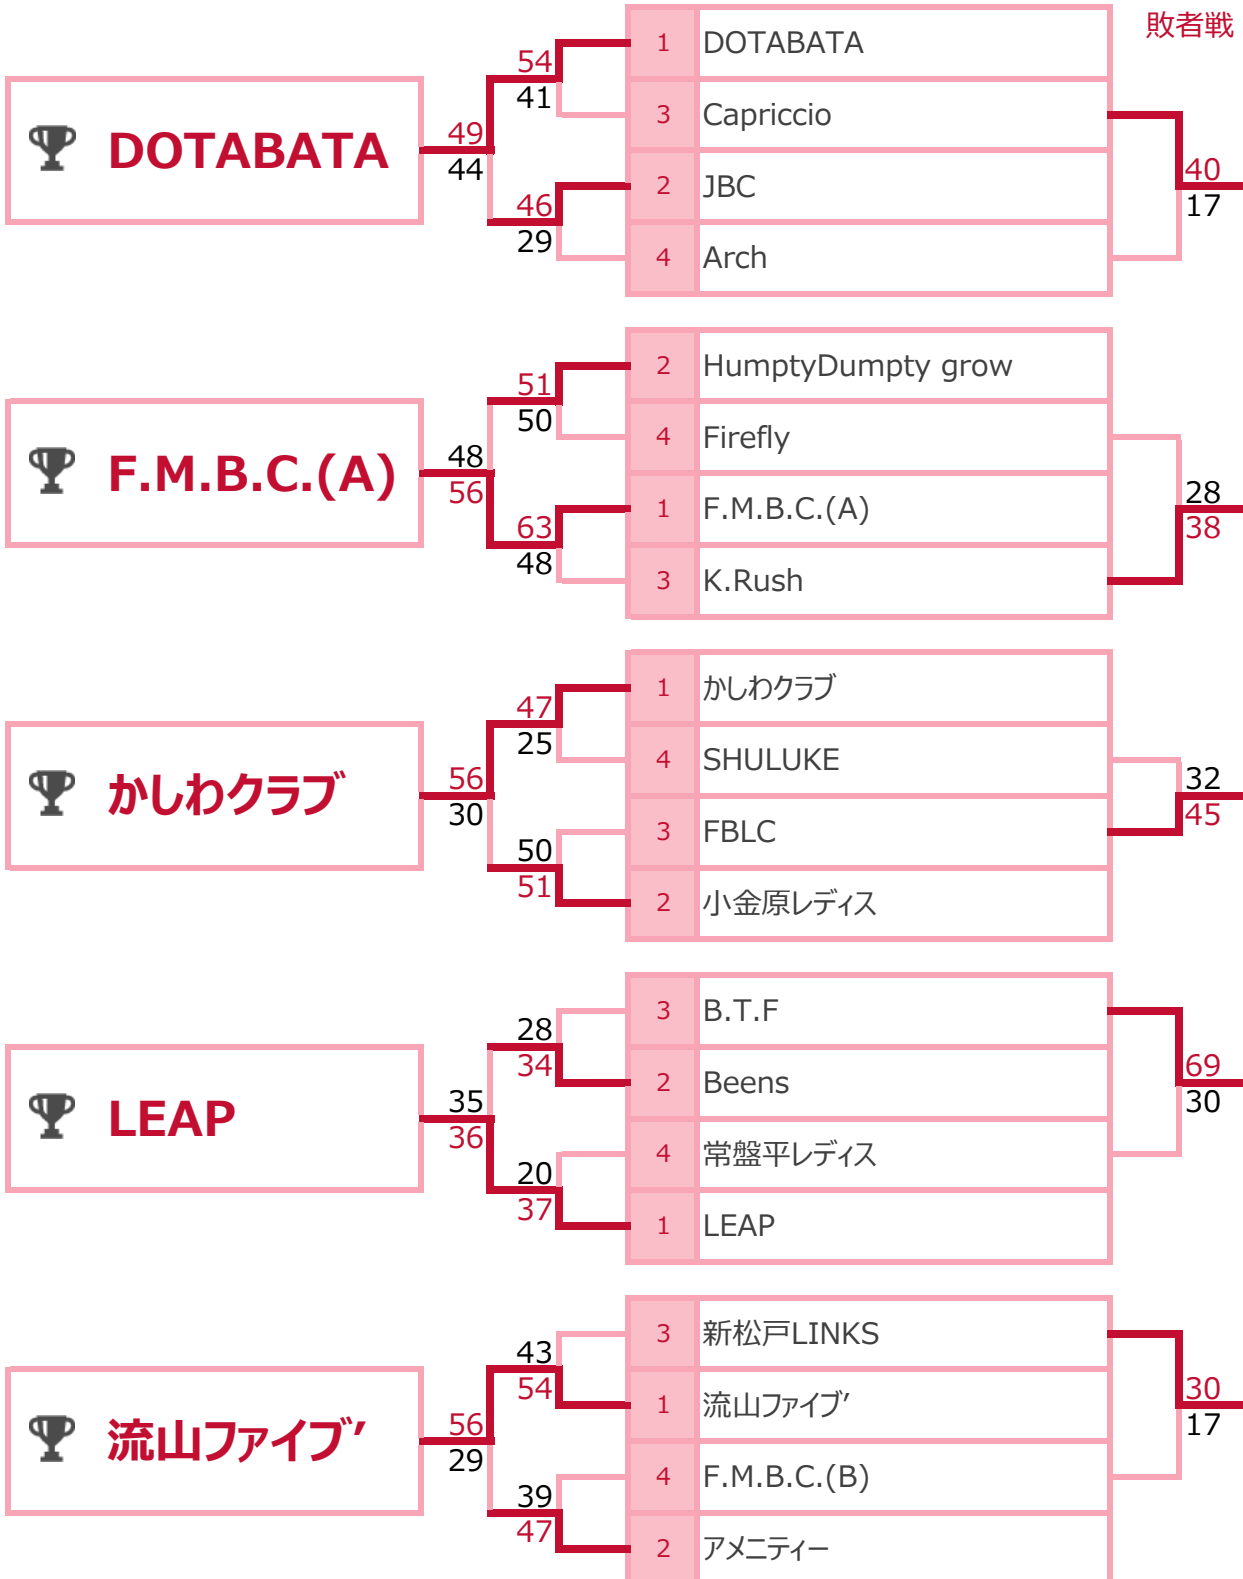 敗者戦
DOTABATA
49
44
54
41
46
29
1 DOTABATA
3 Capriccio
2 JBC
4 Arch
40
17
F.M.B.C.(A)
48
56
51
50
63
48
2 HumptyDumpty grow
4 Firefly
1 F.M.B.C.(A)
3 K.Rush
28
38
かしわクラブ
56
30
47
25
50
51
1 かしわクラブ
4 SHULUKE
3 FBLC
2 小金原レディス
32
45
LEAP
35
36
28
34
20
37
3 B.T.F
2 Beens
4 常盤平レディス
1 LEAP
69
30
流山ファイブ′
56
29
43
54
39
47
3 新松戸LINKS
1 流山ファイブ′
4 F.M.B.C.(B)
2 アメニティー
30
17